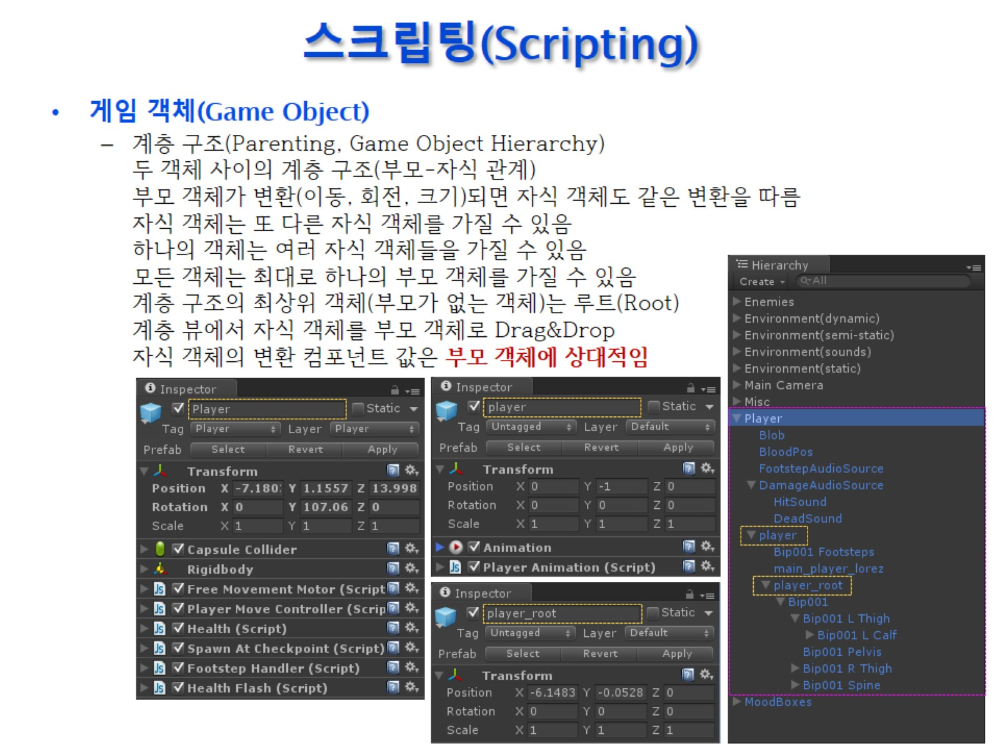 스크립팅(Scripting)
• 게임 객체(Game Object)
– 계층 구조(Parenting, Game Object Hierarchy)
두 객체 사이의 계층 구조(부모-자식 관계)
부모 객체가 변환(이동, 회전, 크기)되면 자식 객체도 같은 변환을 따름
자식 객체는 또 다른 자식 객체를 가질 수 있음
하나의 객체는 여러 자식 객체들을 가질 수 있음
모든 객체는 최대로 하나의 부모 객체를 가질 수 있음
계층 구조의 최상위 객체(부모가 없는 객체)는 루트(Root)
계층 뷰에서 자식 객체를 부모 객체로 Drag&Drop
자식 객체의 변환 컴포넌트 값은 부모 객체에 상대적임
Inspector
Player Static
Tag Player Layer Player
Prefab Select Revert Apply
Transform
Position X -7.180: Y 1.1557 Z 13.998
Rotation X 0 Y 107.06 Z 0
Scale X 1 Y 1 Z 1
Capsule Collider
Rigidbody
Free Movement Motor (Script
Player Move Controller (Scrip
Health (Script)
Spawn At Checkpoint (Script)
Footstep Handler (Script)
Health Flash (Script)
Inspector
player Static
Tag Untagged Layer Default
Prefab Select Revert Apply
Transform
Position X 0 Y -1 Z 0
Rotation X 0 Y 0 Z 0
Scale X 1 Y 1 Z 1
Animation
Player Animation (Script)
Inspector
player_root Static
Tag Untagged Layer Default
Prefab Select Revert Apply
Transform
Position X -6.1483 Y -0.0528 Z 0
Rotation X 0 Y 0 Z 0
Scale X 1 Y 1 Z 1
Hierarchy
Create All
Enemies
Environment(dynamic)
Environment(semi-static)
Environment(sounds)
Environment(static)
Main Camera
Misc
Player
Blob
BloodPos
FootstepAudioSource
DamageAudioSource
HitSound
DeadSound
player
Bip001 Footsteps
main_player_lorez
player_root
Bip001
Bip001 L Thigh
Bip001 L Calf
Bip001 Pelvis
Bip001 R Thigh
Bip001 Spine
MoodBoxes